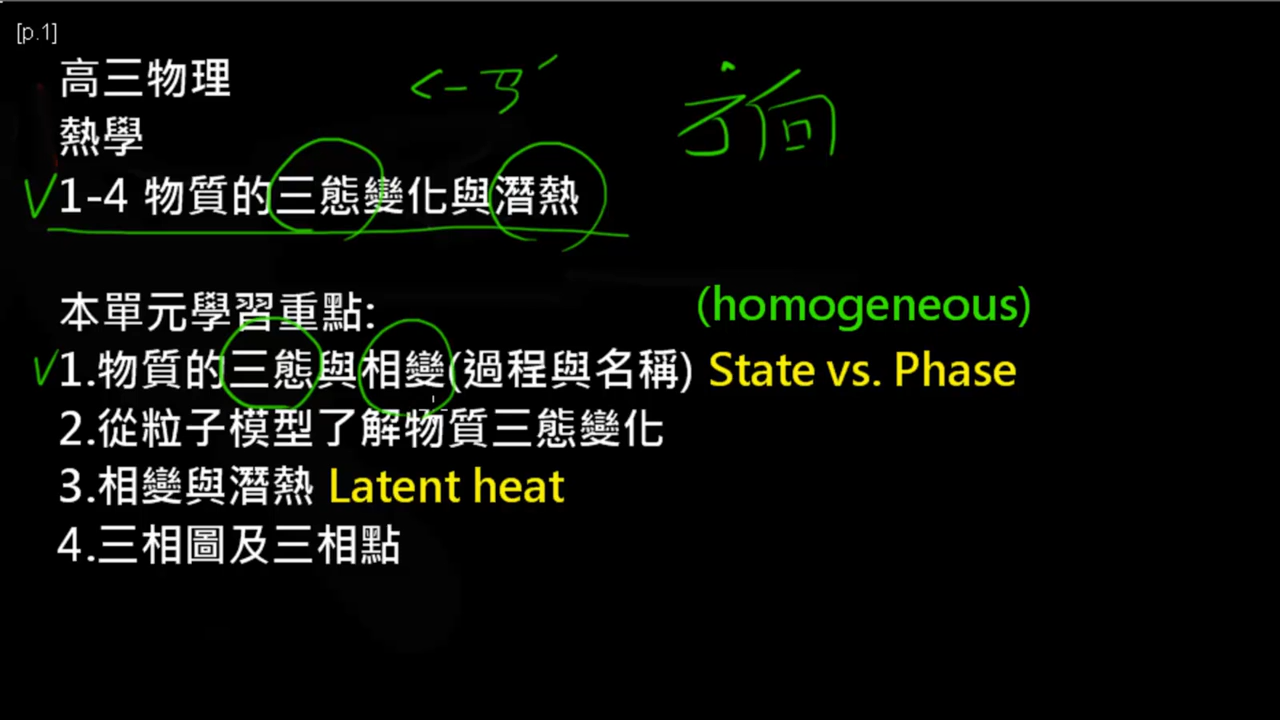 [p.1]
高三物理
ㄑㄧㄢˊ
方向
熱學
1-4 物質的三態變化與潛熱
本單元學習重點:
(homogeneous)
1.物質的三態與相變(過程與名稱) State vs. Phase
2.從粒子模型了解物質三態變化
3.相變與潛熱 Latent heat
4.三相圖及三相點